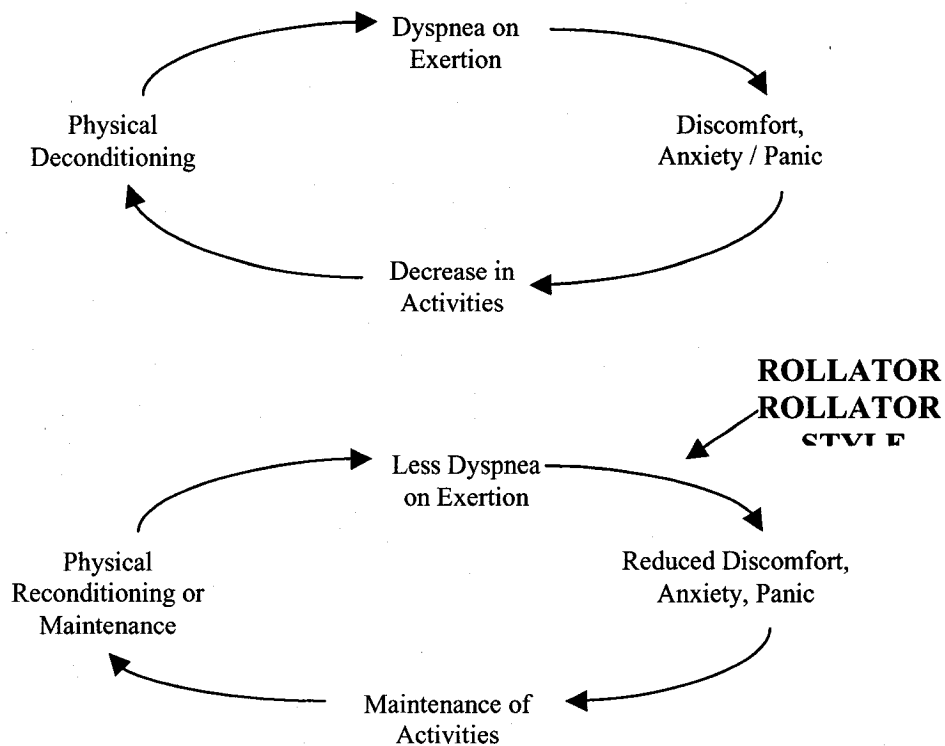 Dyspnea on
Exertion
Physical
Deconditioning
Discomfort,
Anxiety / Panic
Decrease in
Activities
ROLLATOR
ROLLATOR
STYLE
Less Dyspnea
on Exertion
Physical
Reconditioning or
Maintenance
Reduced Discomfort,
Anxiety, Panic
Maintenance of
Activities